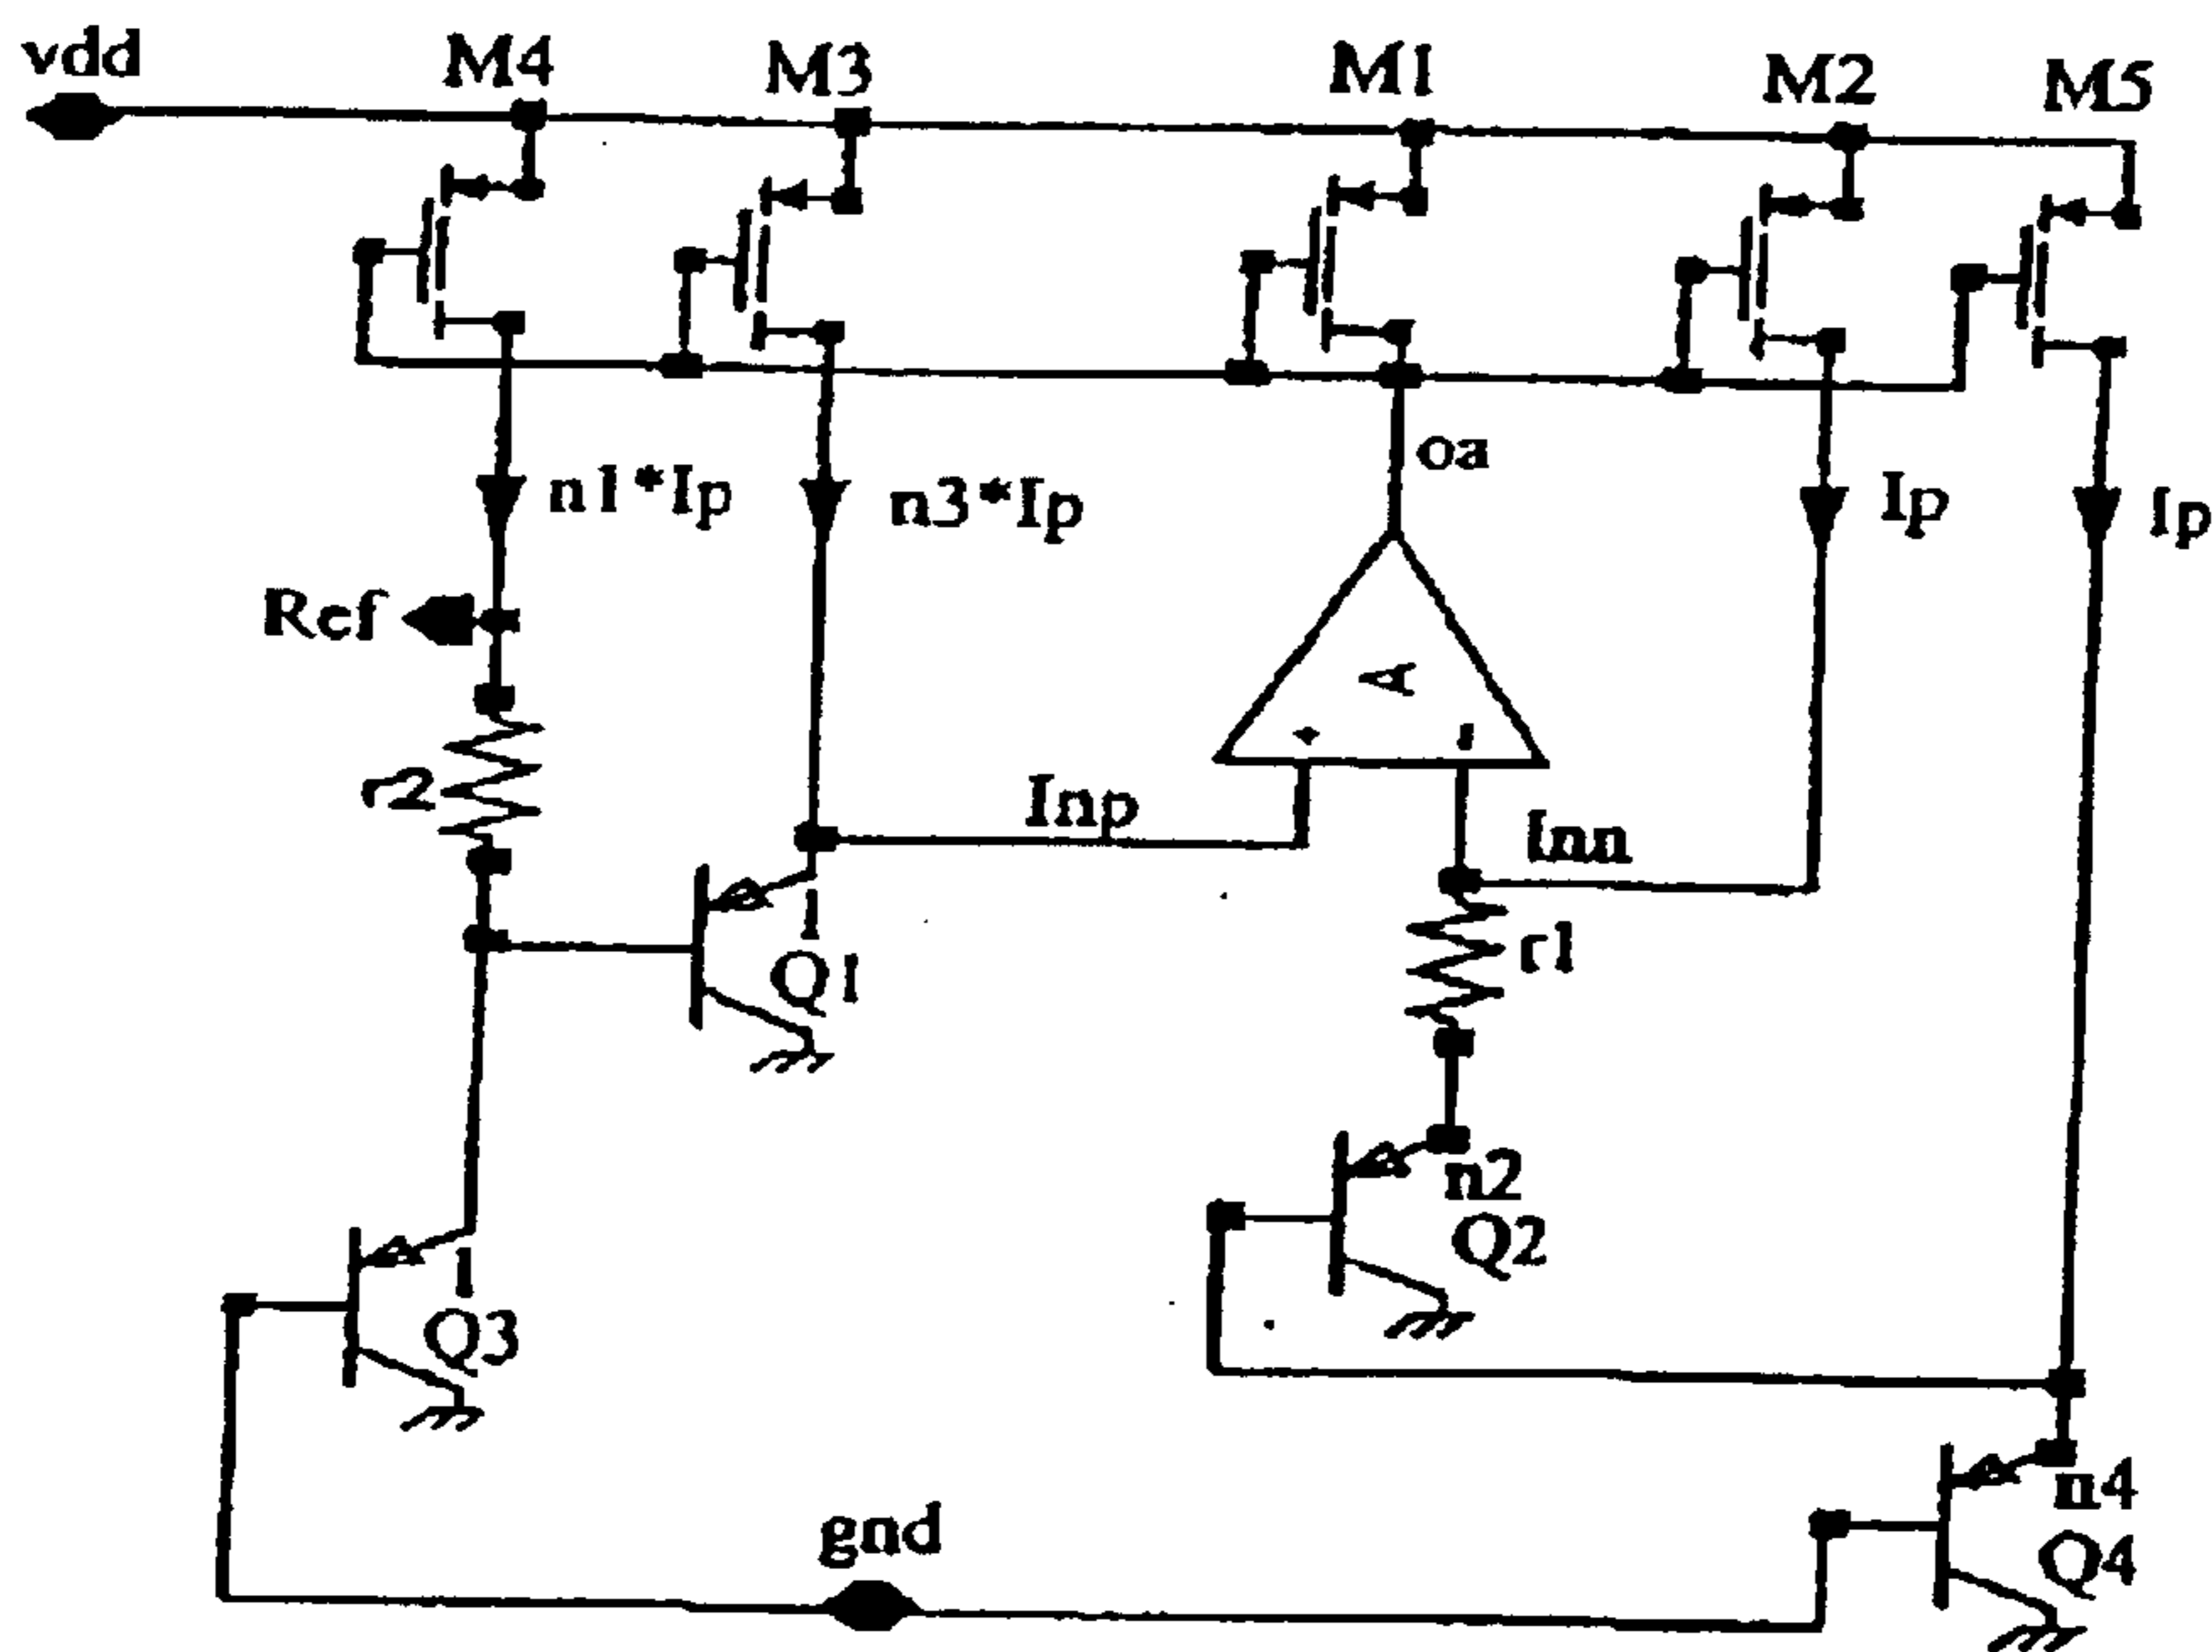 vdd
M4
M3
M1
M2
M5
oa
n1*Ip
n3*Ip
Ip
Ip
Ref
A
+
-
r2
Inp
Inn
1
Q1
r1
n2
Q2
1
Q3
n4
Q4
gnd